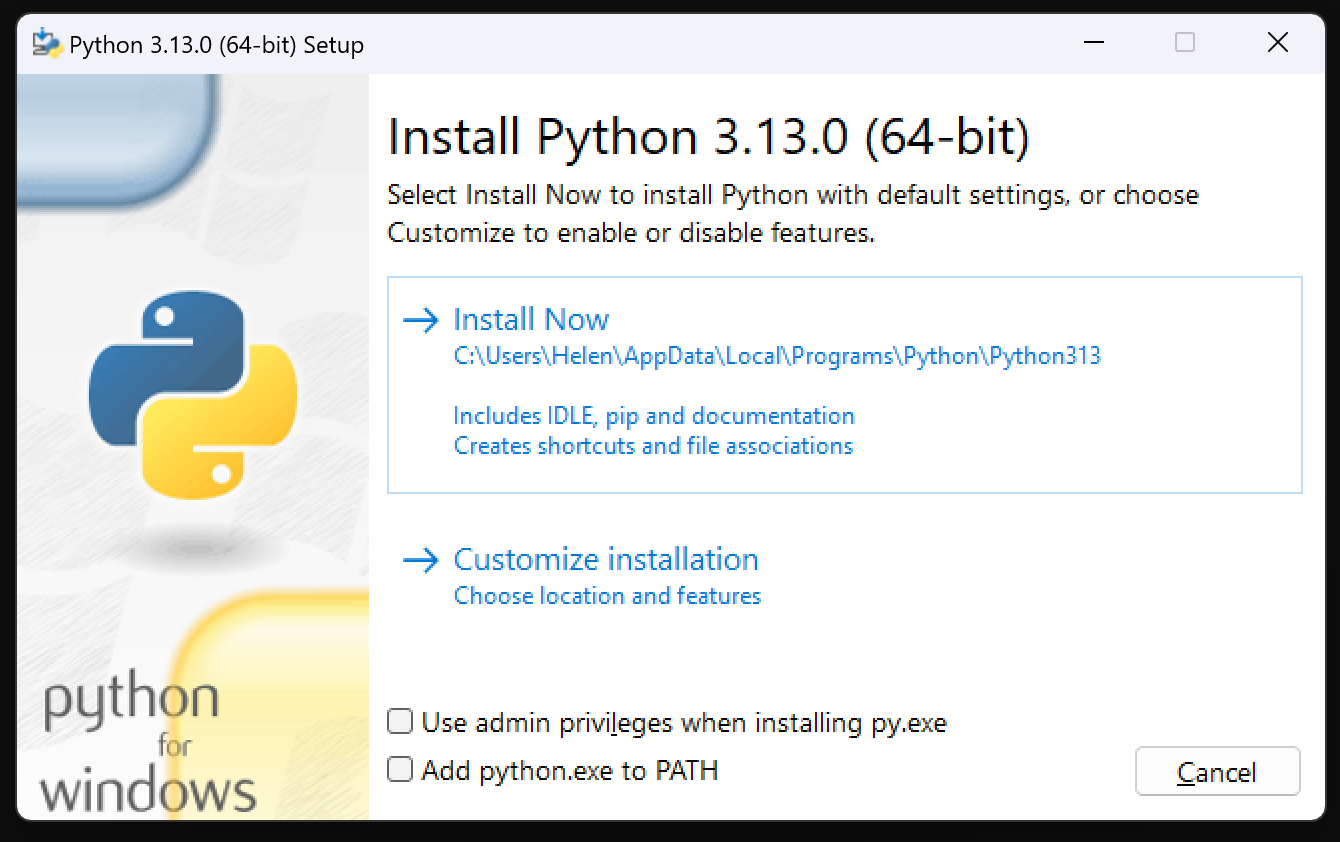 Python 3.13.0 (64-bit) Setup
Install Python 3.13.0 (64-bit)
Select Install Now to install Python with default settings, or choose
Customize to enable or disable features.
Install Now
C:\Users\Helen\AppData\Local\Programs\Python\Python313
Includes IDLE, pip and documentation
Creates shortcuts and file associations
Customize installation
Choose location and features
Use admin privileges when installing py.exe
Add python.exe to PATH
Cancel
python
for
windows